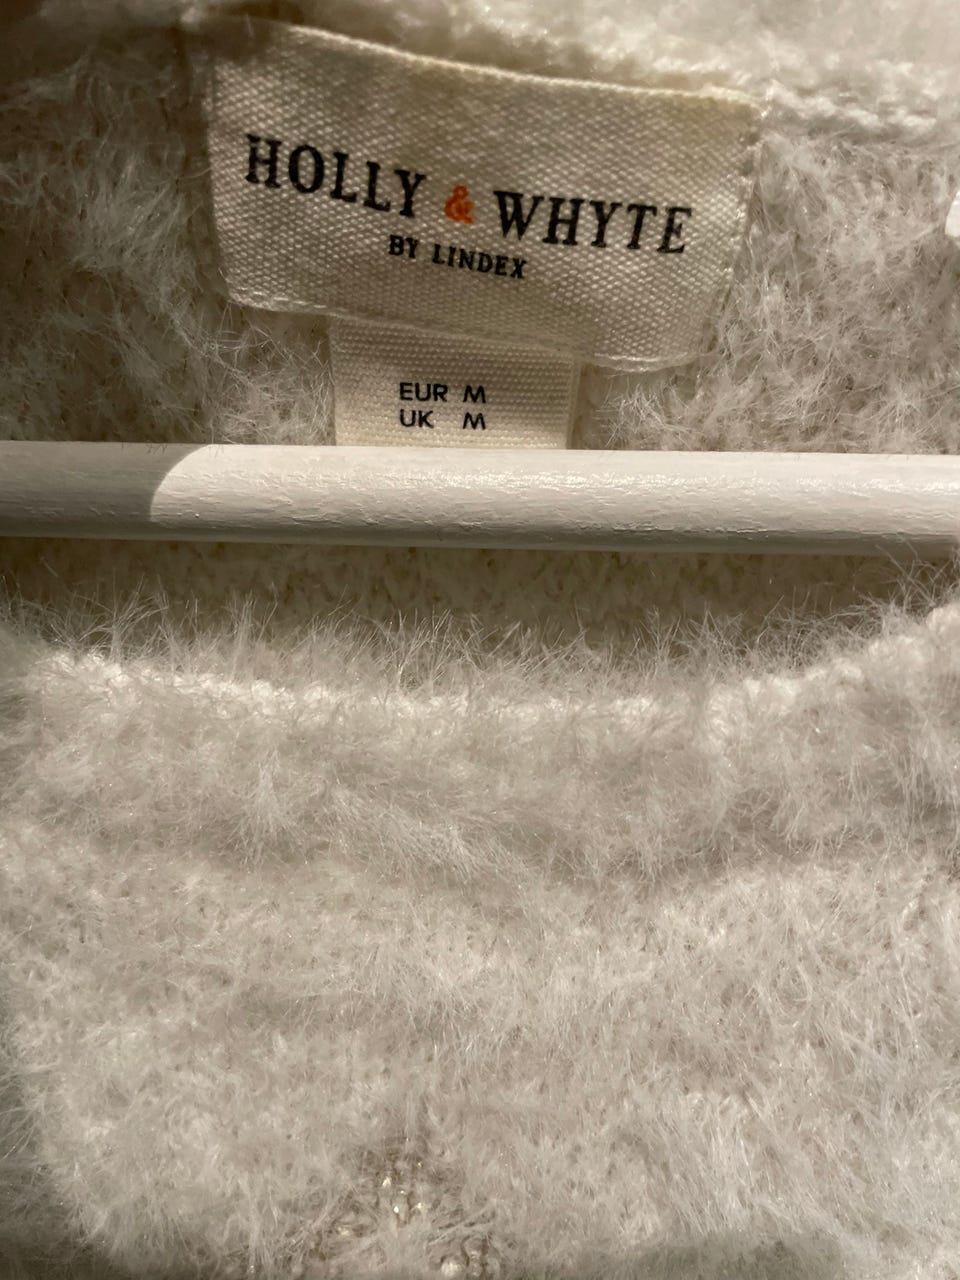 HOLLY & WHYTE
BY LINDEX
EUR M
UK M